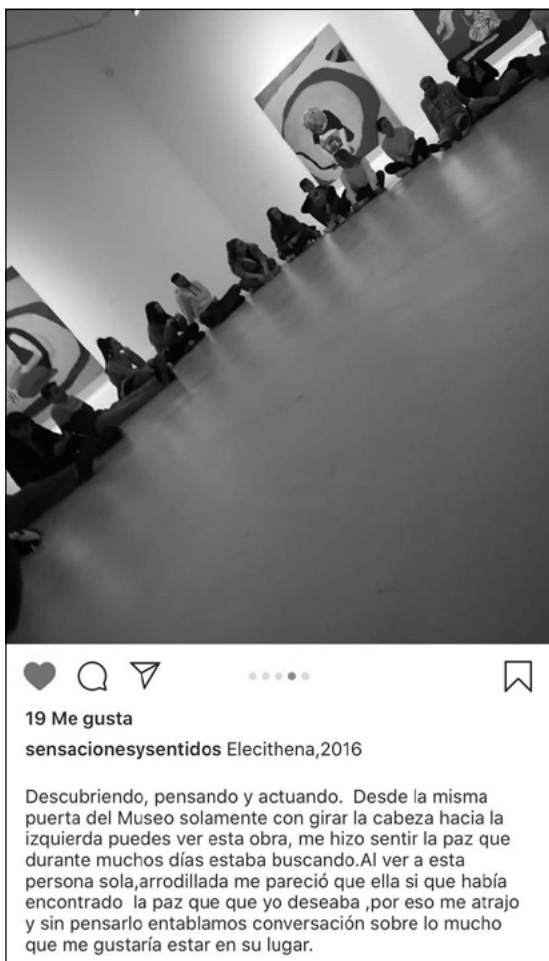 19 Me gusta
sensacionesysentidos Elecithena,2016
Descubriendo, pensando y actuando. Desde la misma
puerta del Museo solamente con girar la cabeza hacia la
izquierda puedes ver esta obra, me hizo sentir la paz que
durante muchos días estaba buscando.Al ver a esta
persona sola,arrodillada me pareció que ella si que había
encontrado la paz que que yo deseaba ,por eso me atrajo
y sin pensarlo entablamos conversación sobre lo mucho
que me gustaría estar en su lugar.